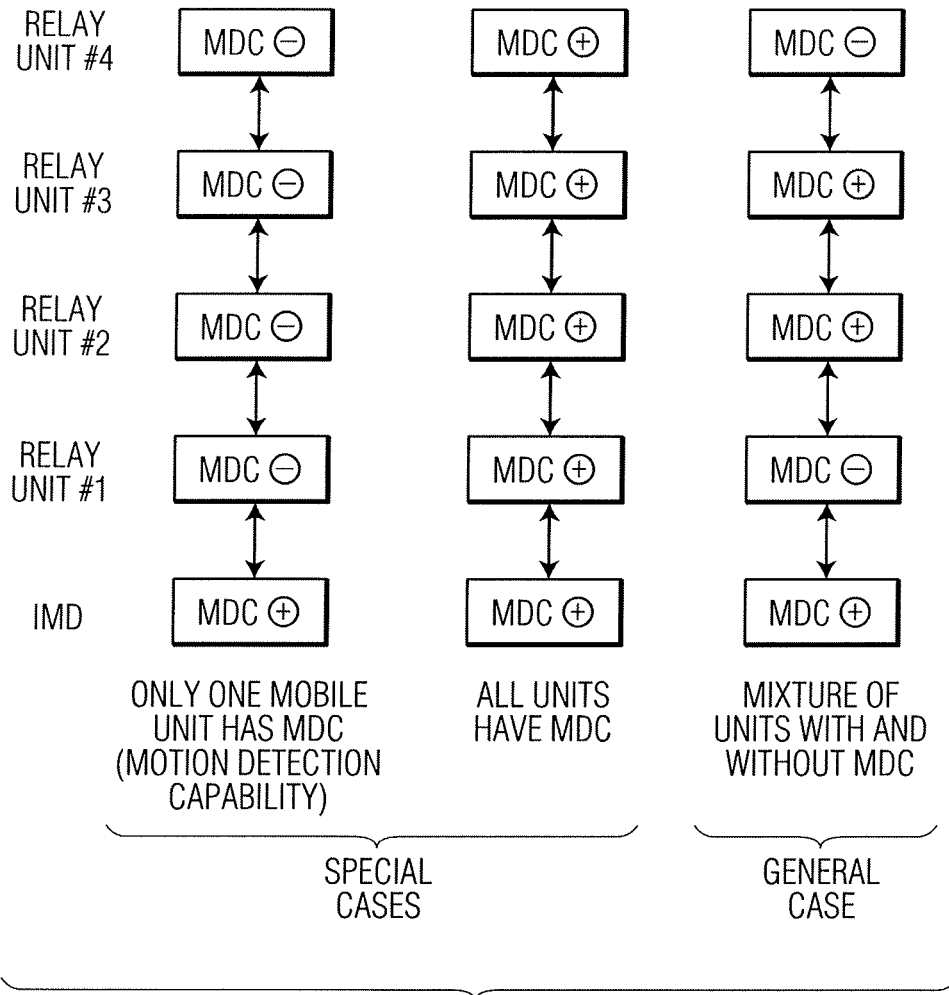 RELAY
UNIT #4
MDC ⊖
MDC ⊕
MDC ⊖
RELAY
UNIT #3
MDC ⊖
MDC ⊕
MDC ⊕
RELAY
UNIT #2
MDC ⊖
MDC ⊕
MDC ⊕
RELAY
UNIT #1
MDC ⊖
MDC ⊕
MDC ⊖
IMD
MDC ⊕
MDC ⊕
MDC ⊕
ONLY ONE MOBILE
UNIT HAS MDC
(MOTION DETECTION
CAPABILITY)
ALL UNITS
HAVE MDC
MIXTURE OF
UNITS WITH AND
WITHOUT MDC
SPECIAL
CASES
GENERAL
CASE